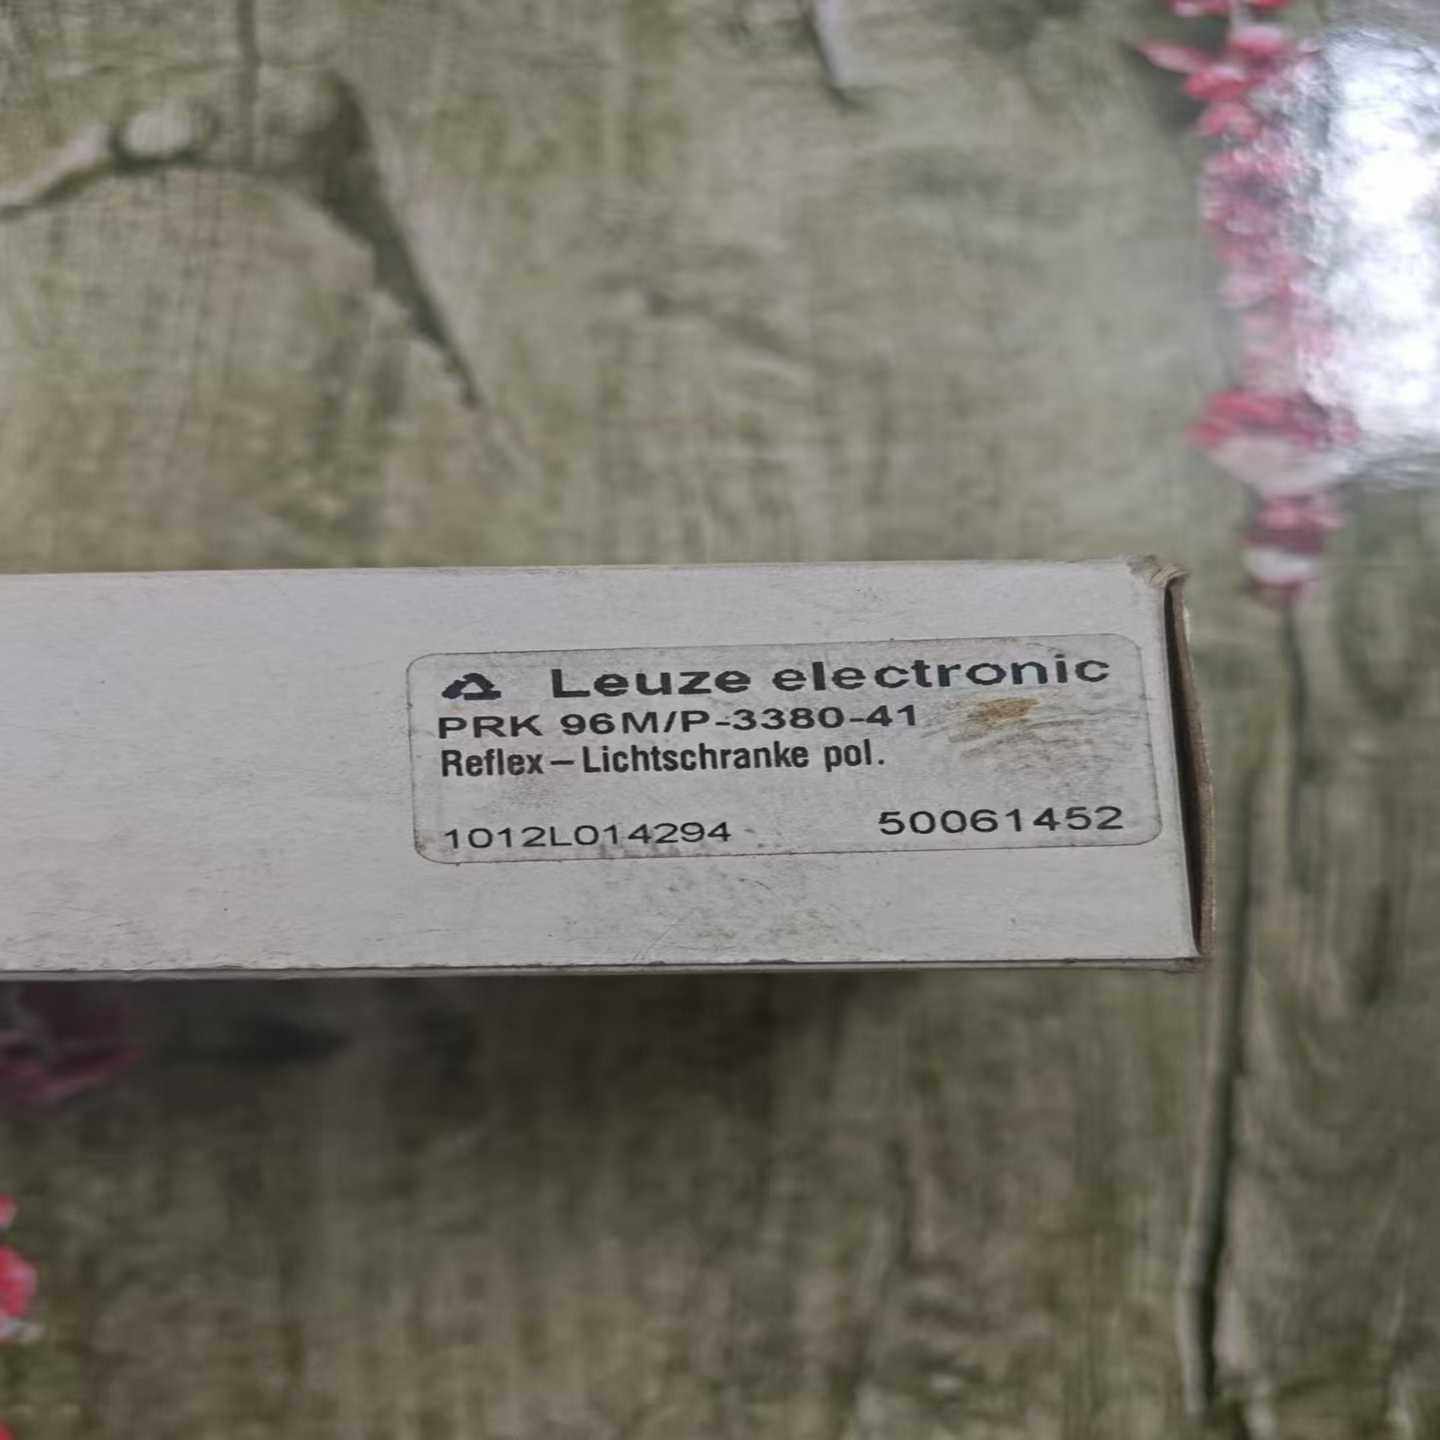 Leuze electronic
PRK 96M/P-3380-41
Reflex-Lichtschranke pol.
1012L014294 50061452